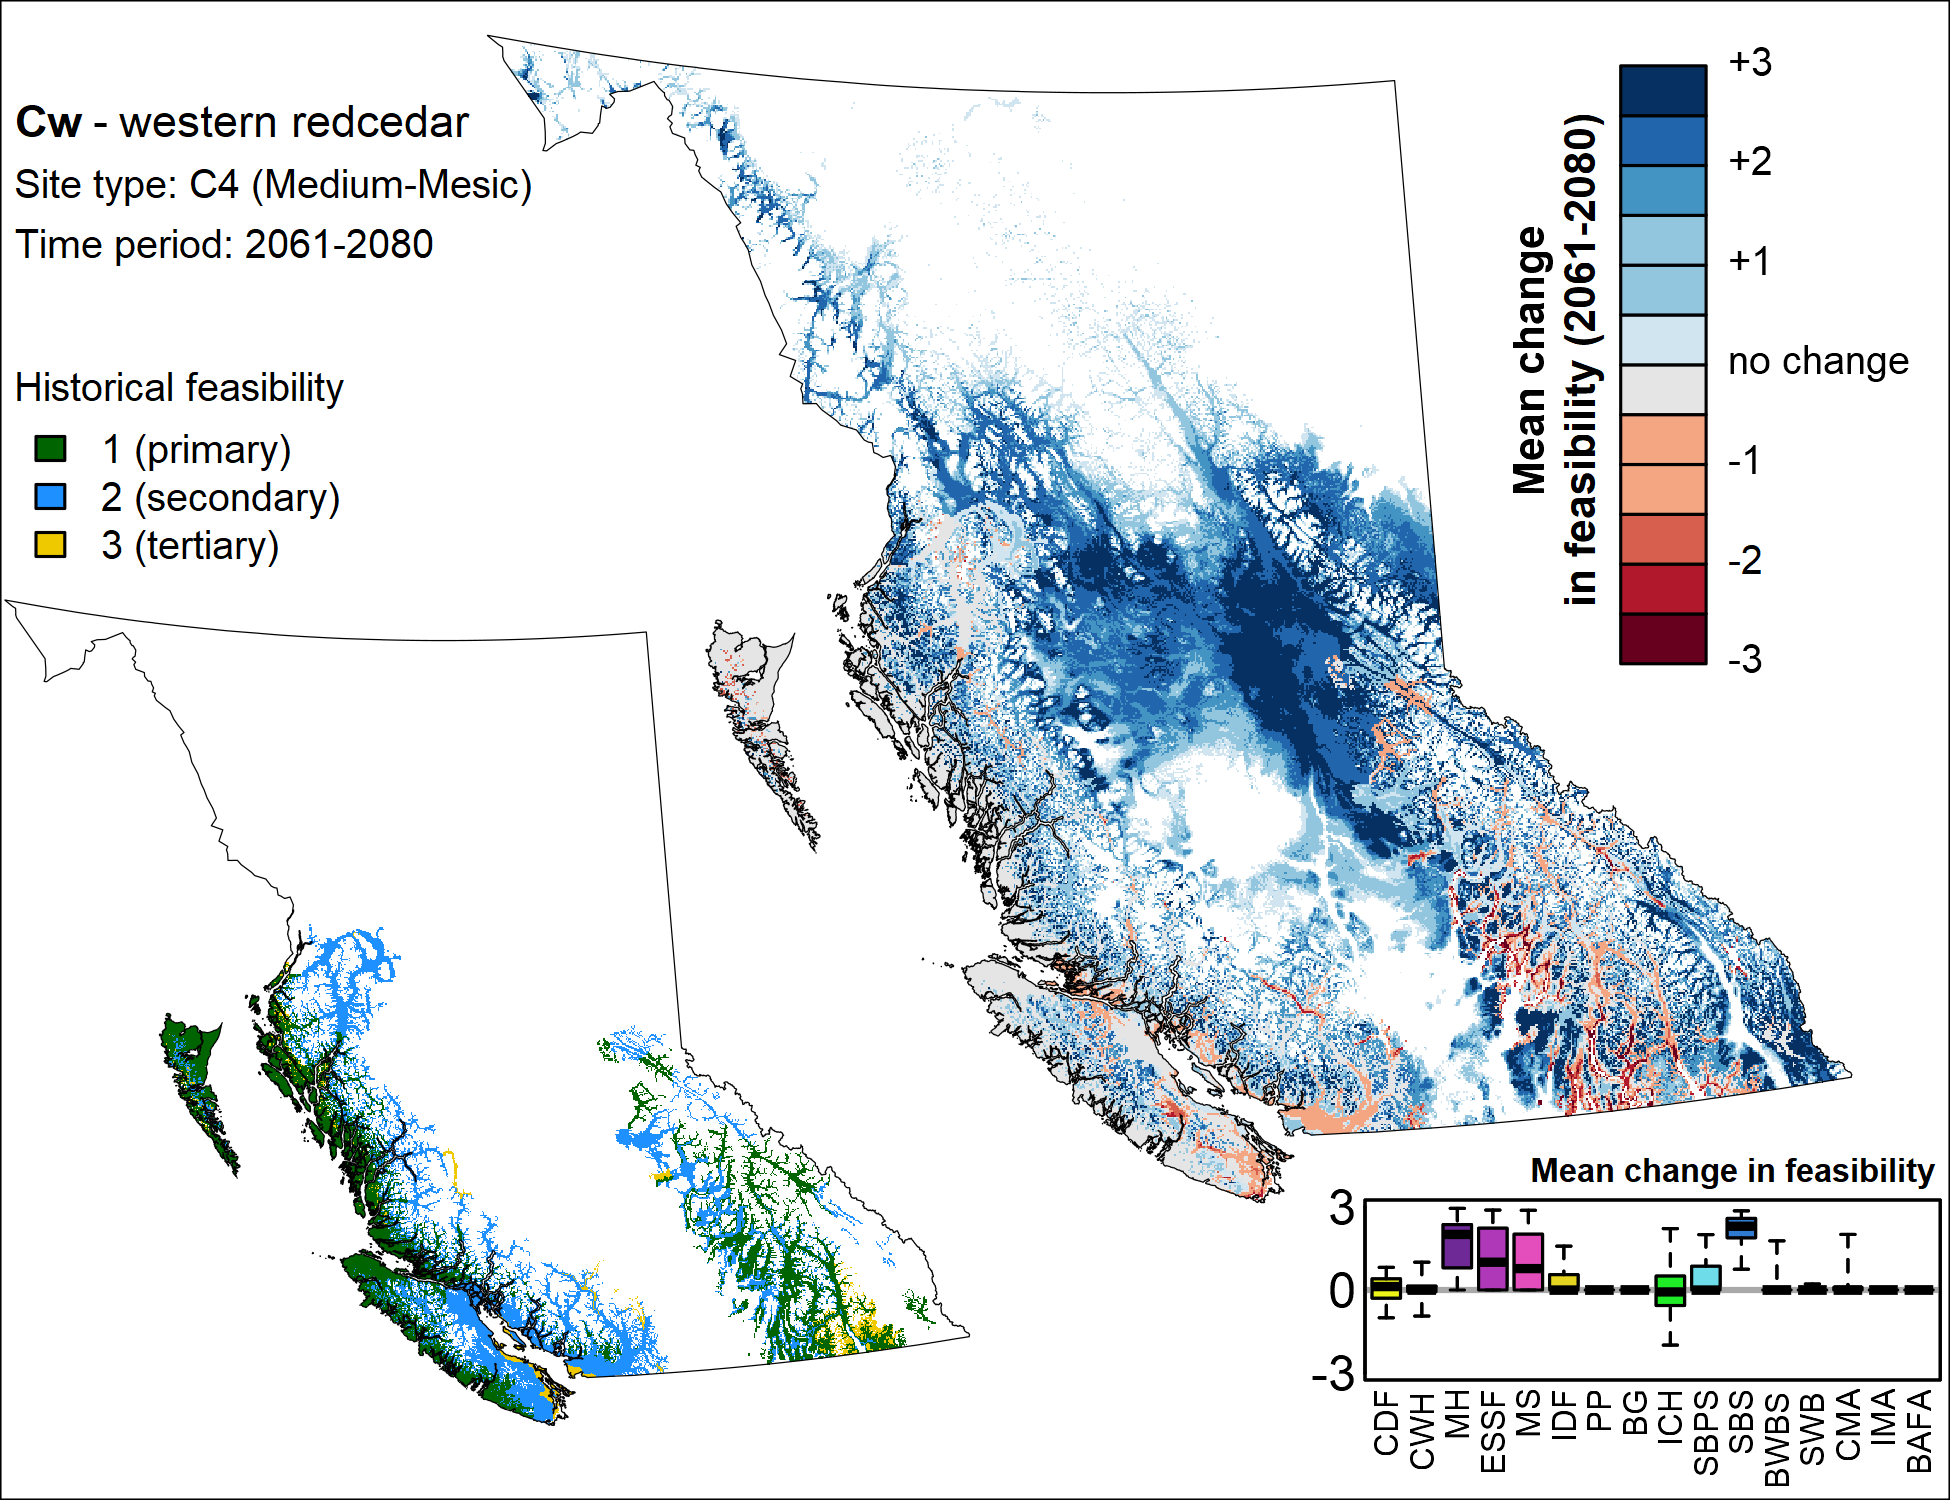 Cw - western redcedar
Site type: C4 (Medium-Mesic)
Time period: 2061-2080
Historical feasibility
1 (primary)
2 (secondary)
3 (tertiary)
Mean change
in feasibility (2061-2080)
+3
+2
+1
no change
-1
-2
-3
Mean change in feasibility
3
0
-3
CDF
CWH
MH
ESSF
MS
IDF
PP
BG
ICH
SBPS
SBS
BWBS
SWB
CMA
IMA
BAFA